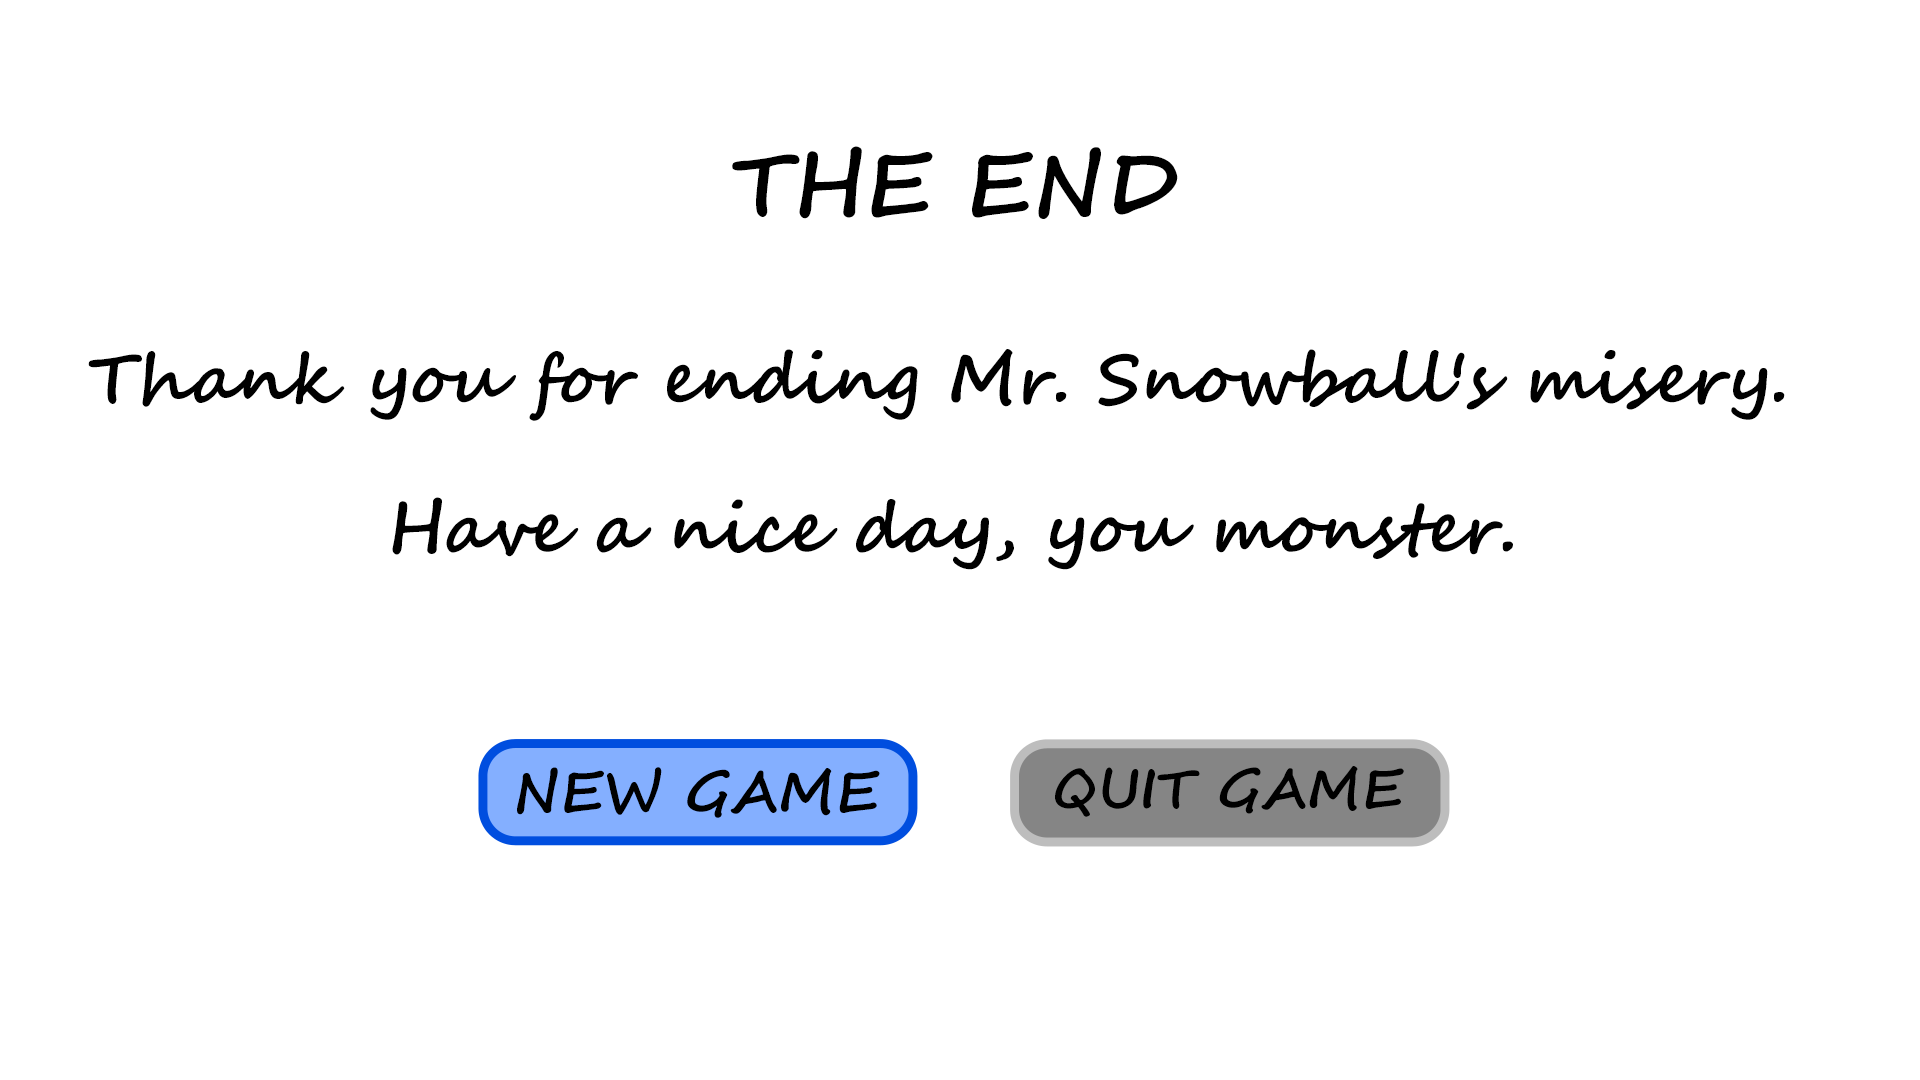 THE END
Thank you for ending Mr. Snowball's misery.
Have a nice day, you monster.
NEW GAME QUIT GAME